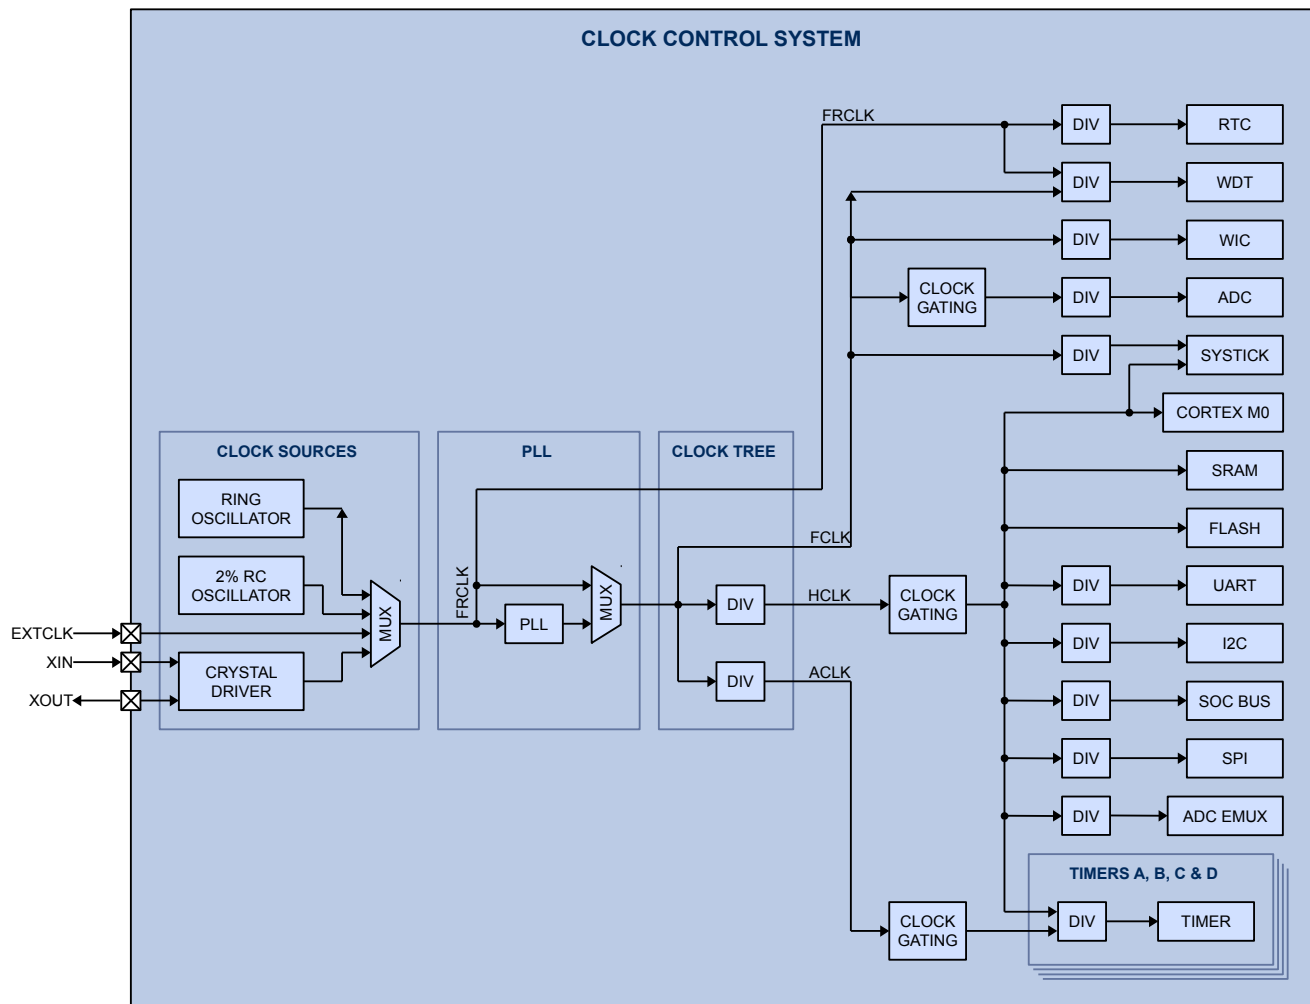 CLOCK CONTROL SYSTEM
FRCLK
DIV
RTC
DIV
WDT
DIV
WIC
CLOCK
GATING
DIV
ADC
DIV
SYSTICK
CORTEX M0
CLOCK SOURCES
PLL
CLOCK TREE
SRAM
RING
OSCILLATOR
FLASH
FCLK
2% RC
OSCILLATOR
MUX
FRCLK
PLL
MUX
DIV
HCLK
CLOCK
GATING
DIV
UART
EXTCLK
XIN
XOUT
CRYSTAL
DRIVER
DIV
ACLK
DIV
I2C
DIV
SOC BUS
DIV
SPI
DIV
ADC EMUX
TIMERS A, B, C & D
CLOCK
GATING
DIV
TIMER